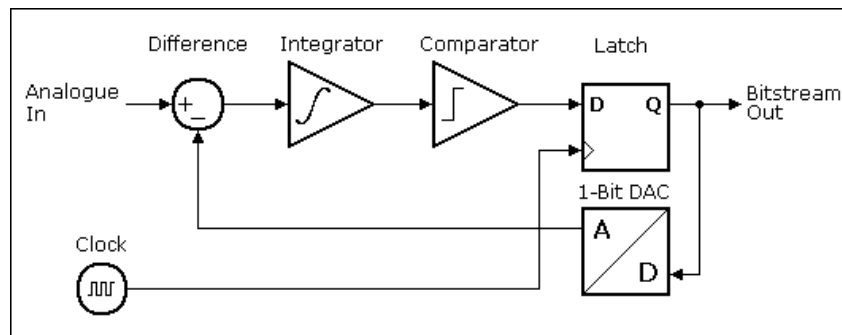 Difference
Integrator
Comparator
Latch
Analogue
In
+
–
D
Q
Bitstream
Out
1-Bit DAC
A
D
Clock